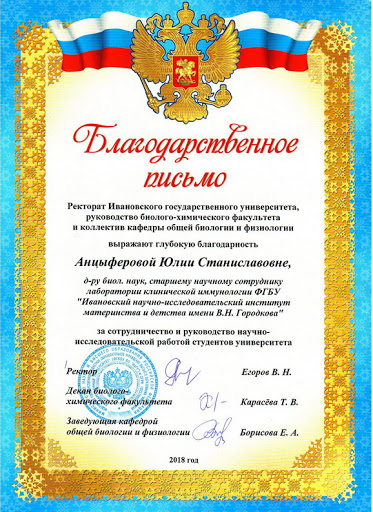 Благодарственное
письмо
Ректорат Ивановского государственного университета,
руководство биолого-химического факультета
и коллектив кафедры общей биологии и физиологии
выражают глубокую благодарность
Анцыферовой Юлии Станиславовне,
д-ру биол. наук, старшему научному сотруднику
лаборатории клинической иммунологии ФГБУ
"Ивановский научно-исследовательский институт
материнства и детства имени В.Н. Городкова"
за сотрудничество и руководство научно-
исследовательской работой студентов университета
Ректор Егоров В. Н.
Декан биолого-
химического факультета Карасёва Т. В.
Заведующая кафедрой
общей биологии и физиологии Борисова Е. А.
2018 год